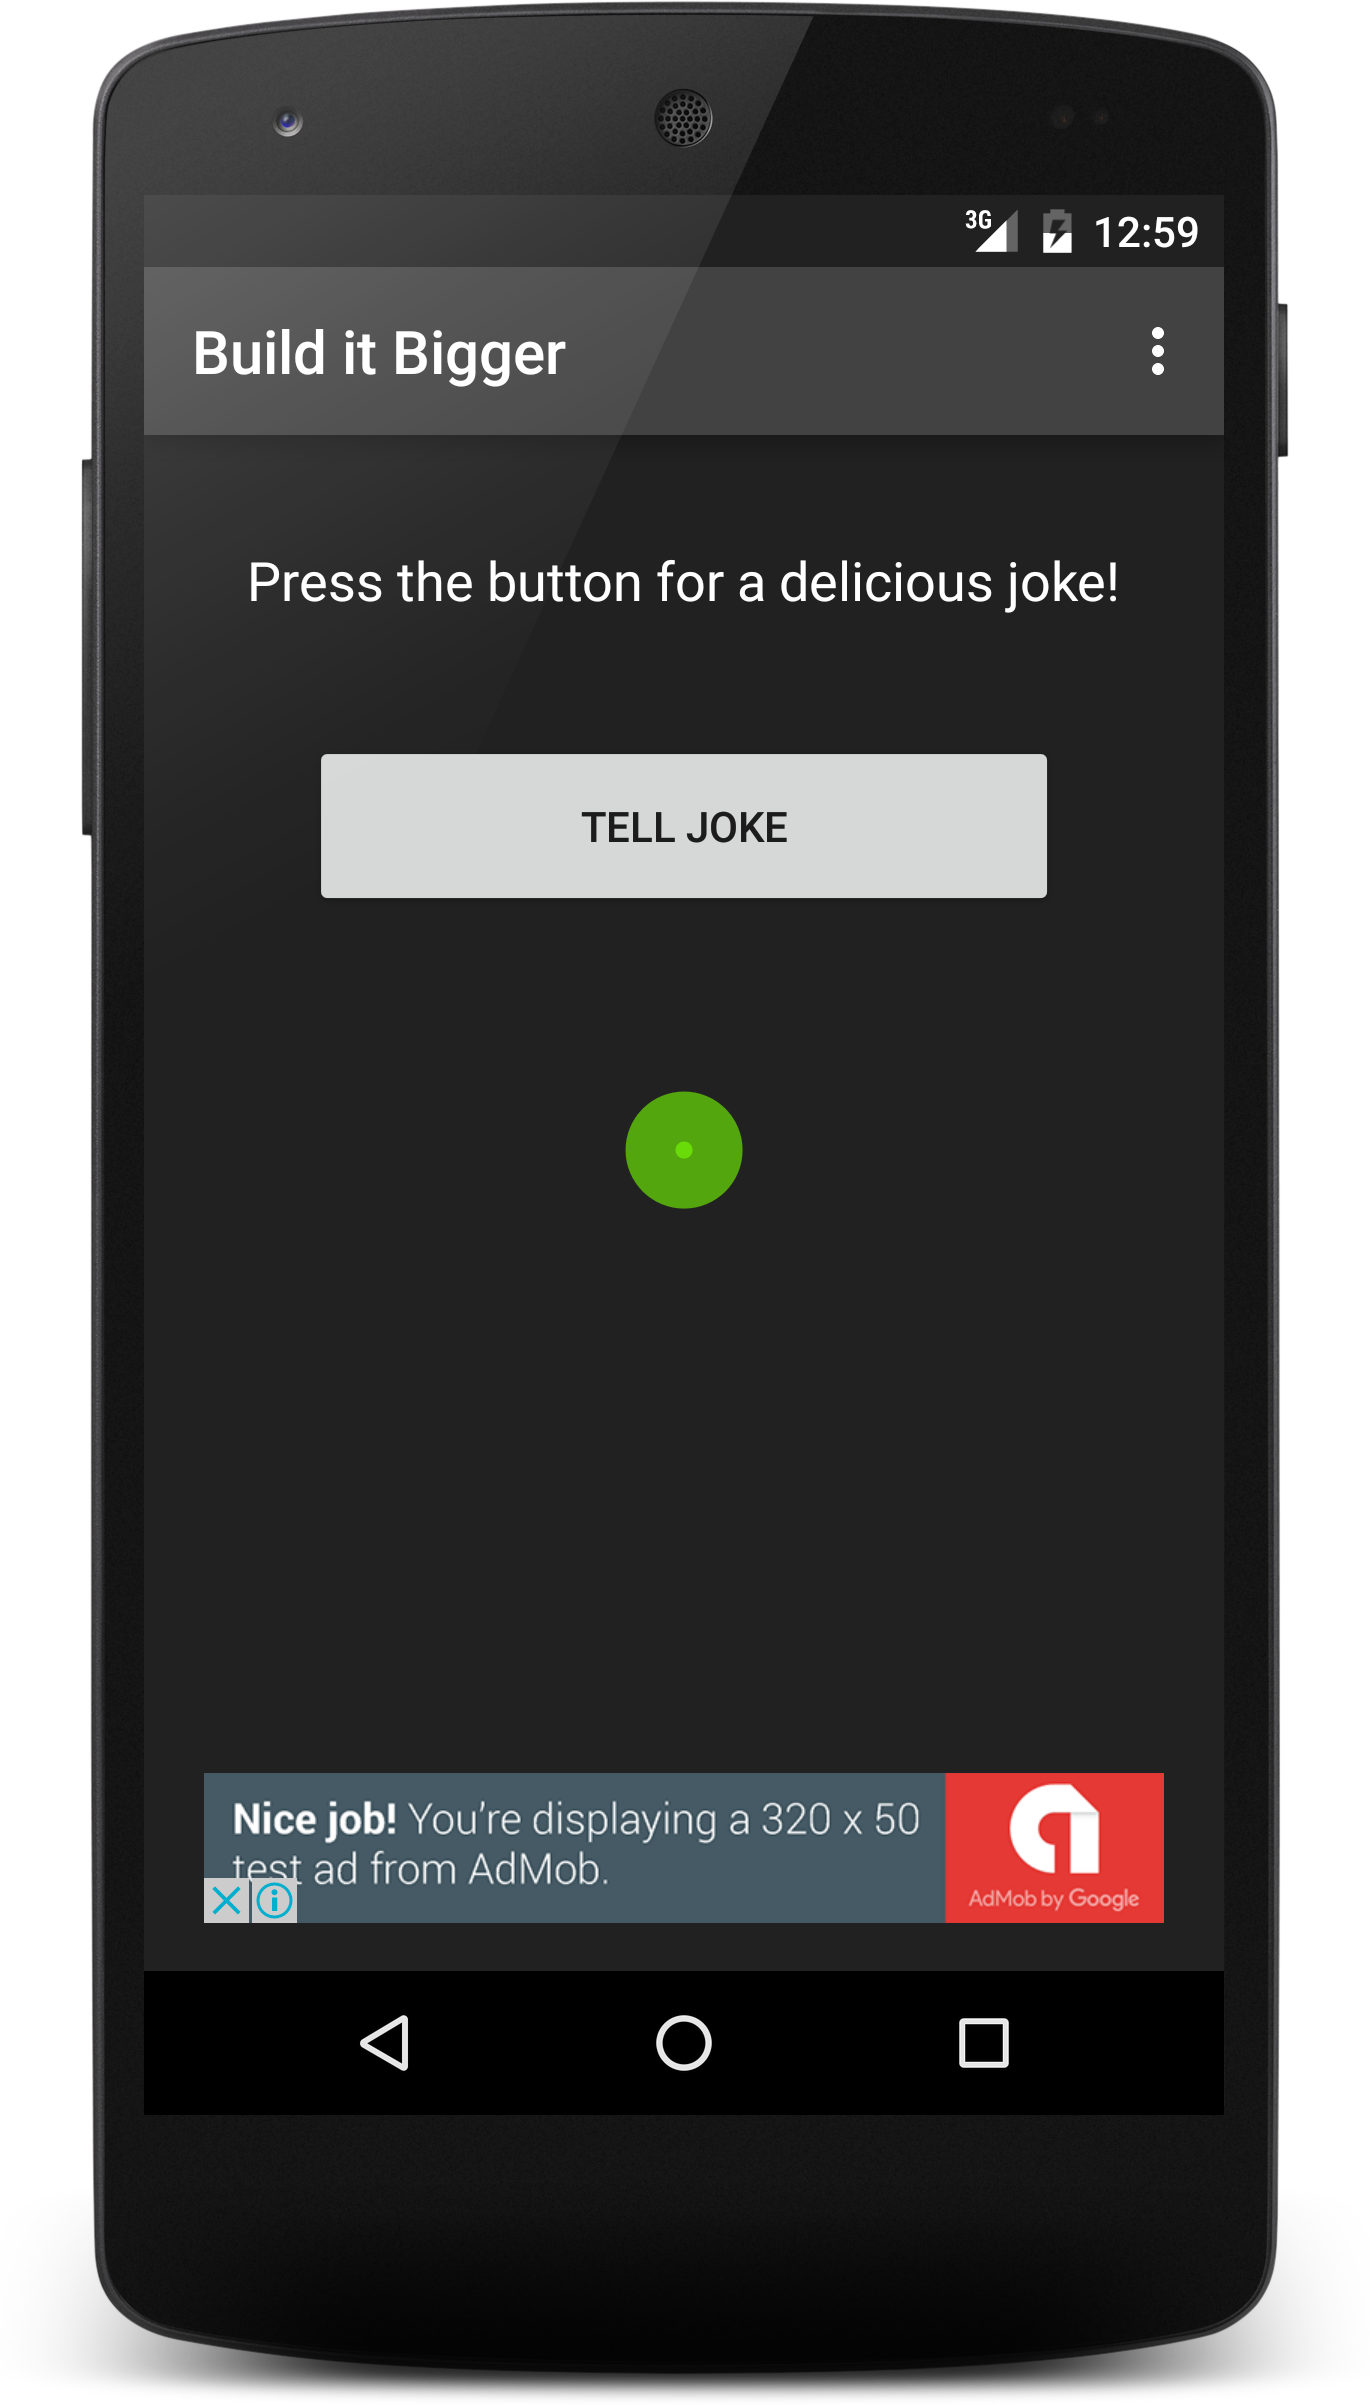 3G 12:59
Build it Bigger
Press the button for a delicious joke!
TELL JOKE
Nice job! You're displaying a 320 x 50
test ad from AdMob.
AdMob by Google